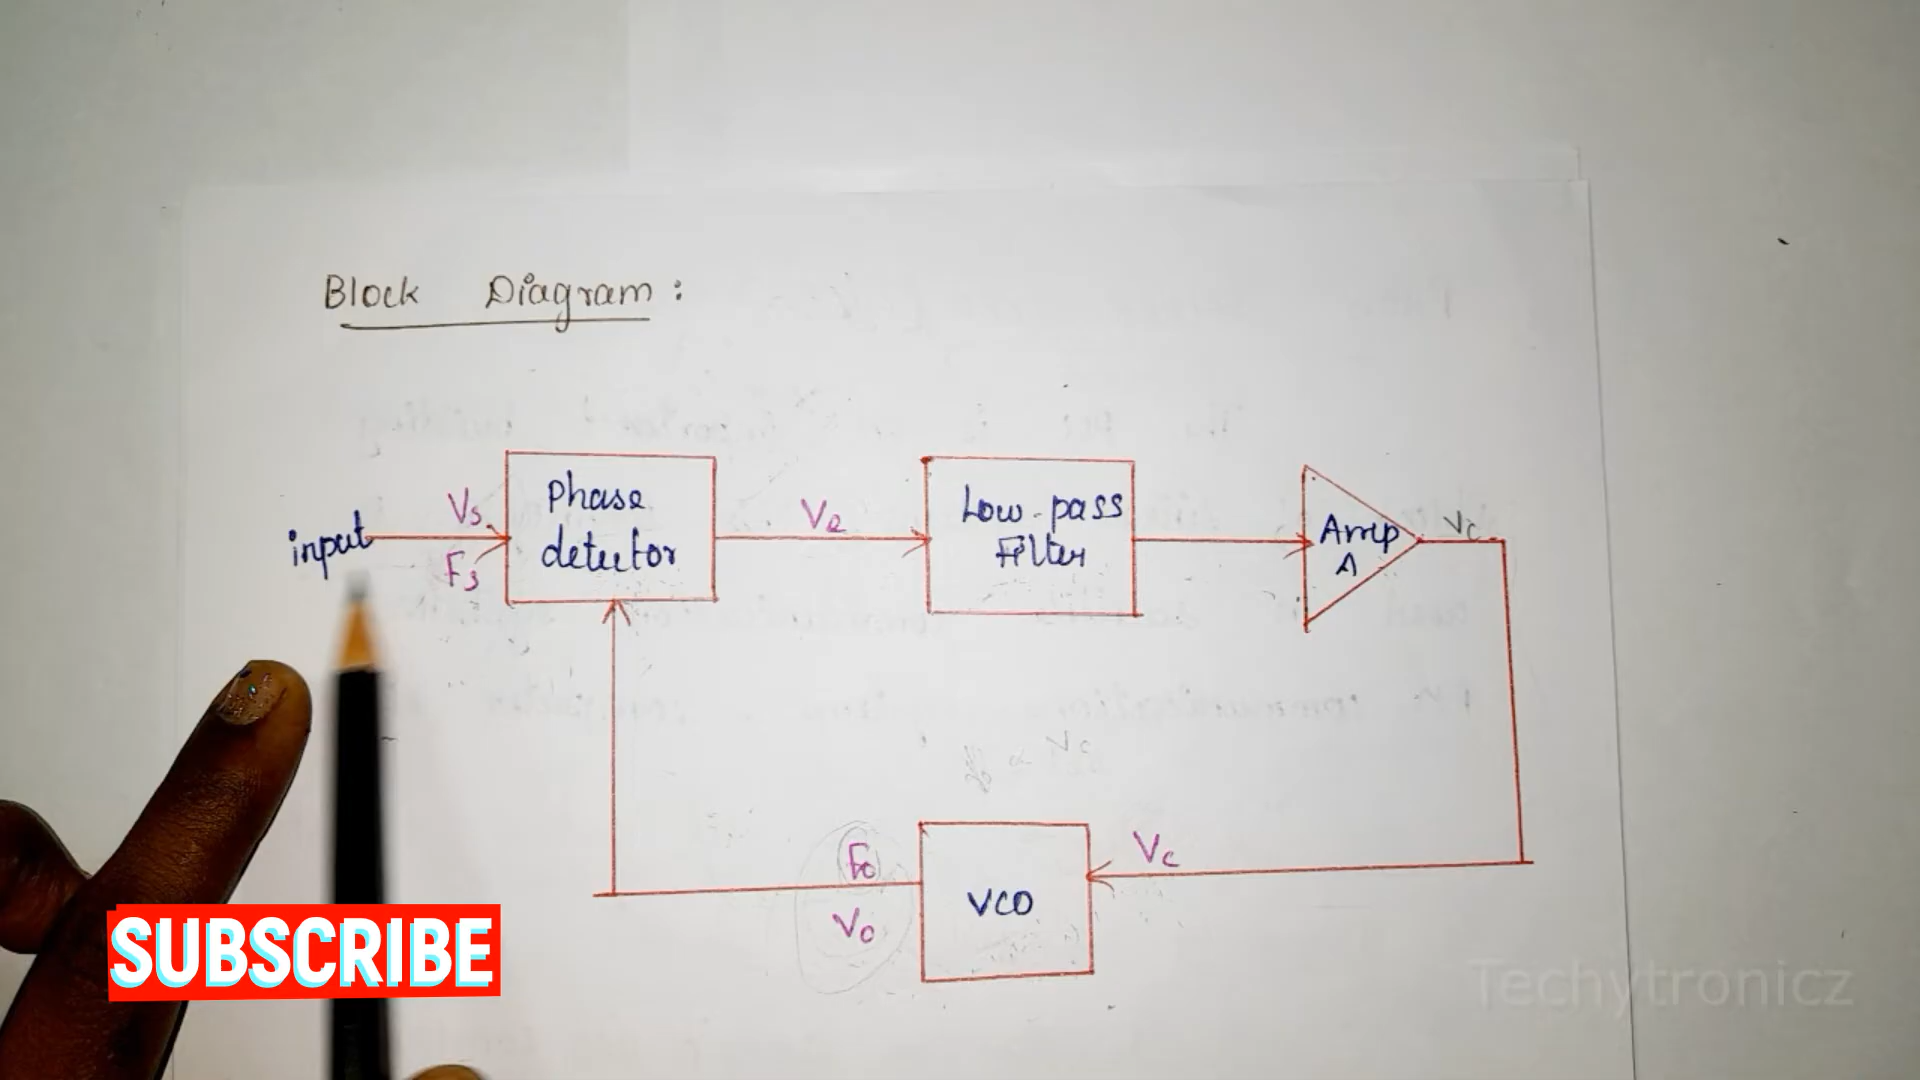 Block Diagram:
input
Vs
Fs
Phase
detector
Ve
Low-pass
Filter
Amp
A
Vc
Vc
Fo
Vo
VCO
SUBSCRIBE
Techytronicz